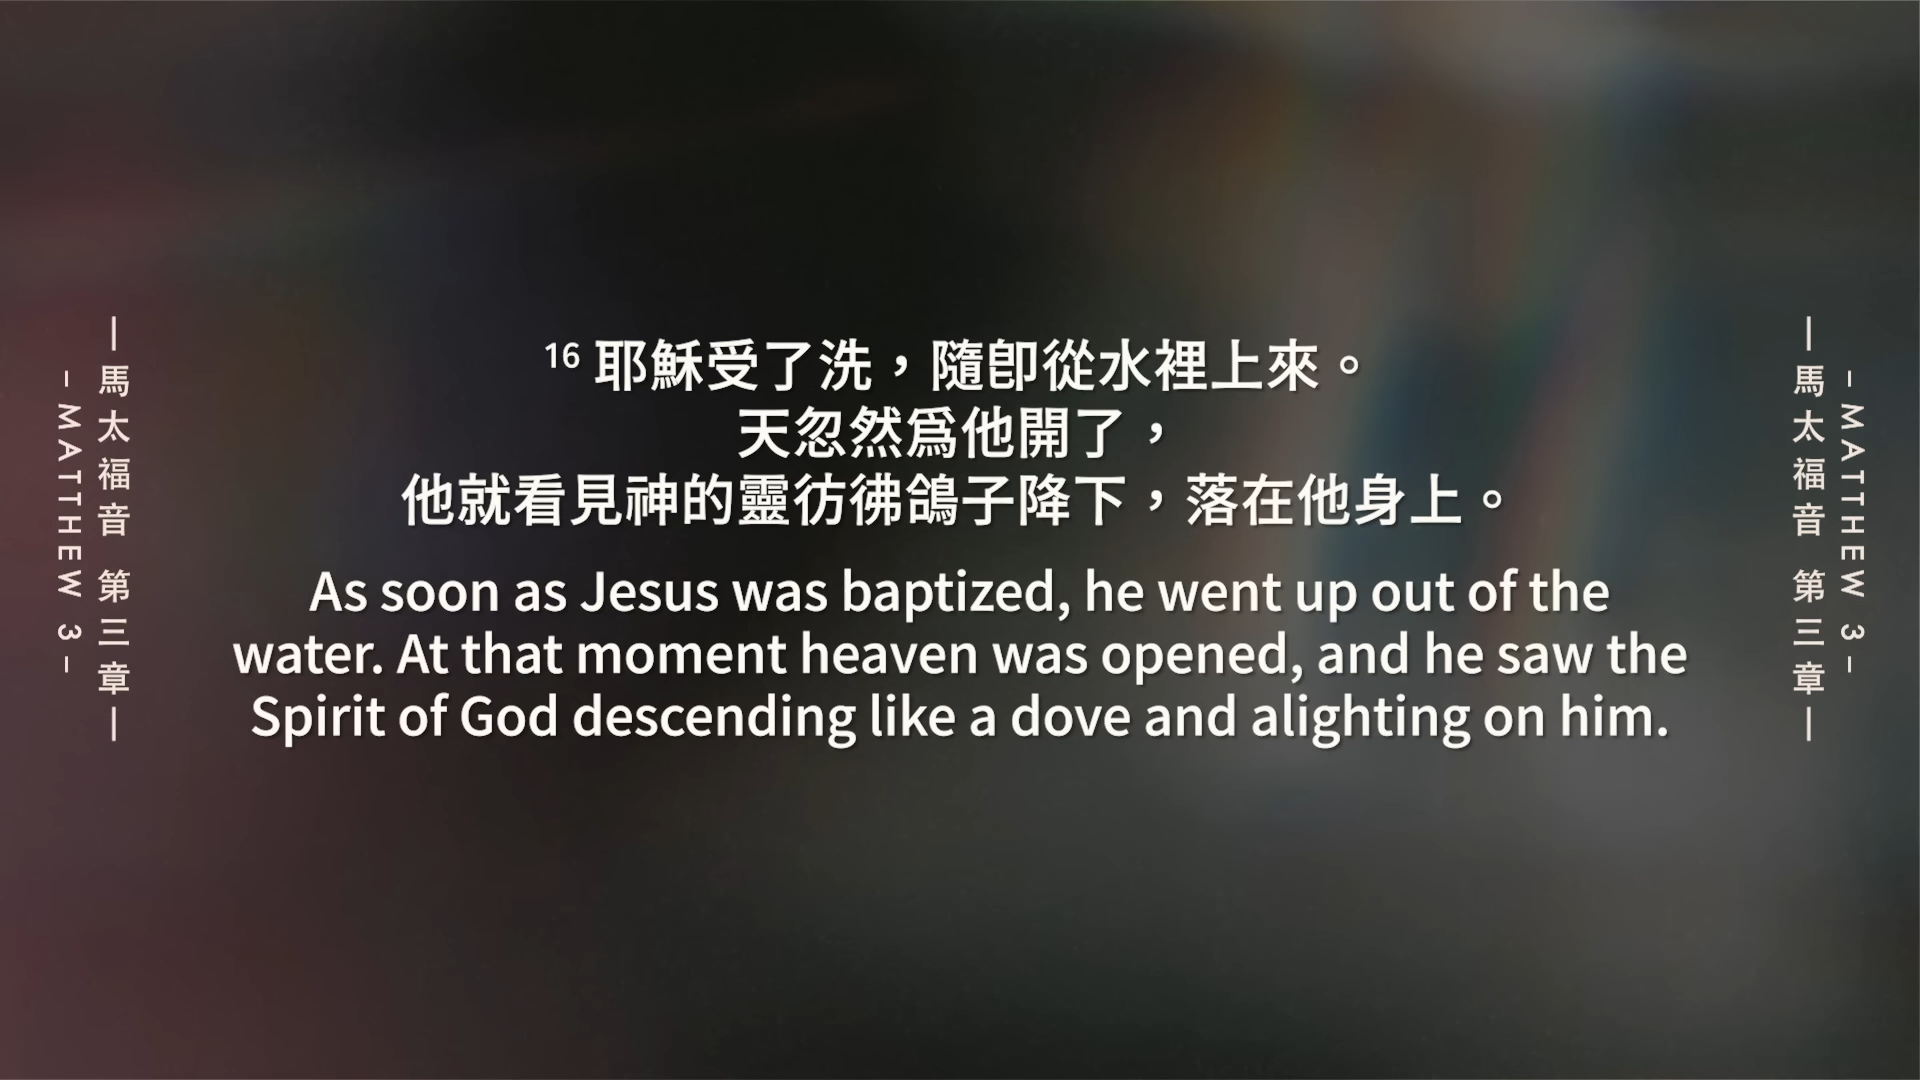 —馬太福音 第三章—
– MATTHEW 3 –
16 耶穌受了洗，隨卽從水裡上來。
天忽然爲他開了，
他就看見神的靈彷彿鴿子降下，落在他身上。
As soon as Jesus was baptized, he went up out of the
water. At that moment heaven was opened, and he saw the
Spirit of God descending like a dove and alighting on him.
—馬太福音 第三章—
– MATTHEW 3 –